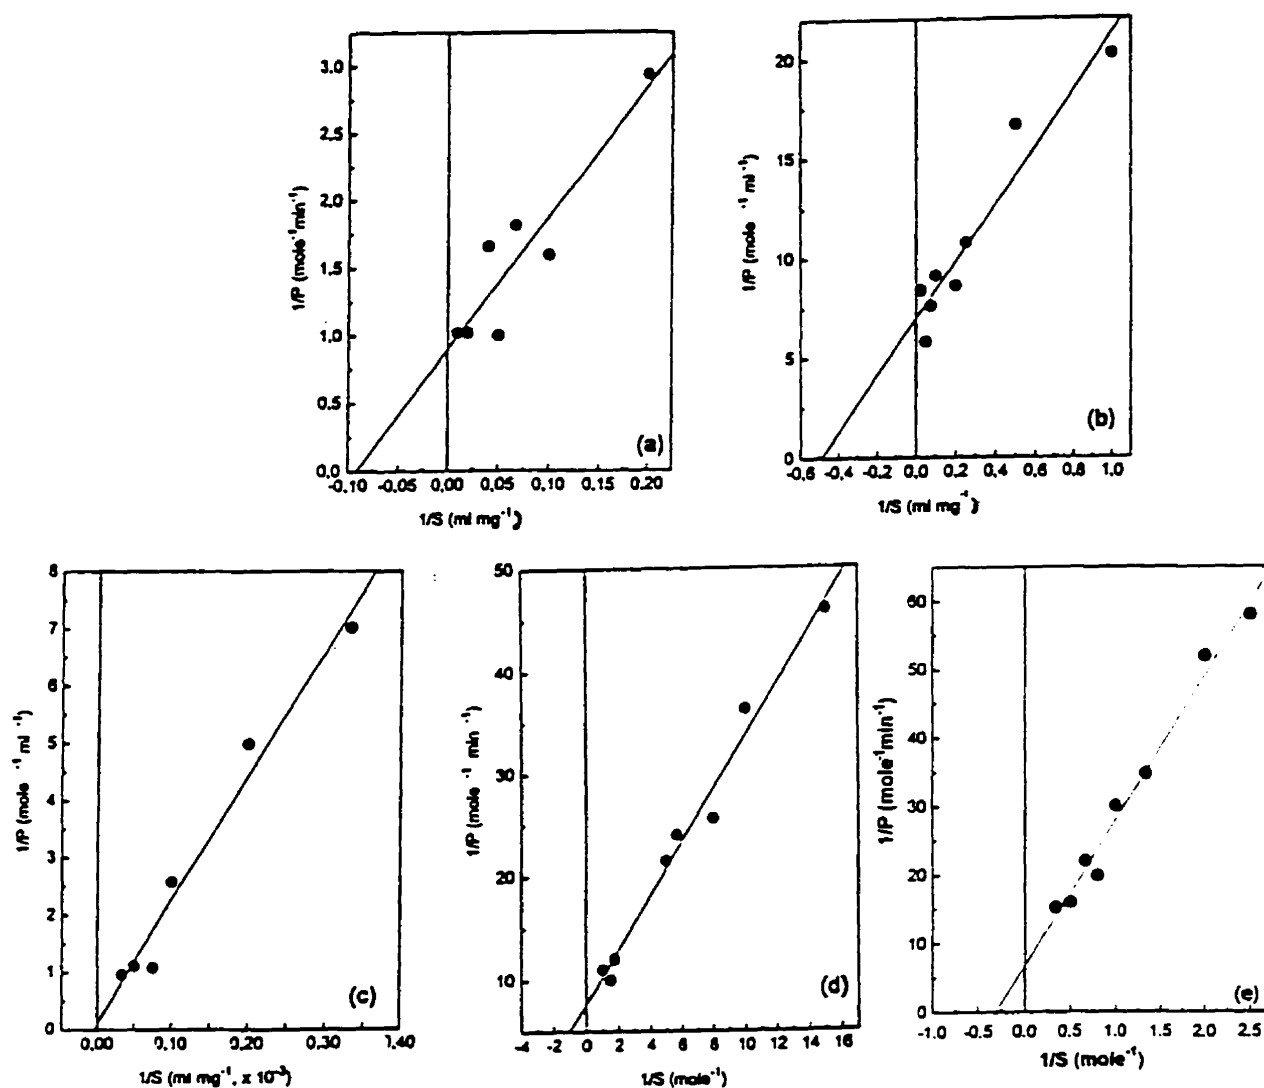 3.0
2.5
2.0
1.5
1.0
0.5
0.0
1/P (mole⁻¹min⁻¹)
-0.10 -0.05 0.00 0.05 0.10 0.15 0.20
1/S (ml mg⁻¹)
(a)
20
15
10
5
0
1/P (mole⁻¹ ml⁻¹)
-0.6 -0.4 -0.2 0.0 0.2 0.4 0.6 0.8 1.0
1/S (ml mg⁻¹)
(b)
8
7
6
5
4
3
2
1
0
1/P (mole⁻¹ ml⁻¹)
0.00 0.10 0.20 0.30 1.40
1/S (ml mg⁻¹, x 10⁻³)
(c)
50
40
30
20
10
1/P (mole⁻¹ min⁻¹)
-4 -2 0 2 4 6 8 10 12 14 16
1/S (mole⁻¹)
(d)
60
50
40
30
20
10
0
1/P (mole⁻¹min⁻¹)
-1.0 -0.5 0.0 0.5 1.0 1.5 2.0 2.5
1/S (mole⁻¹)
(e)